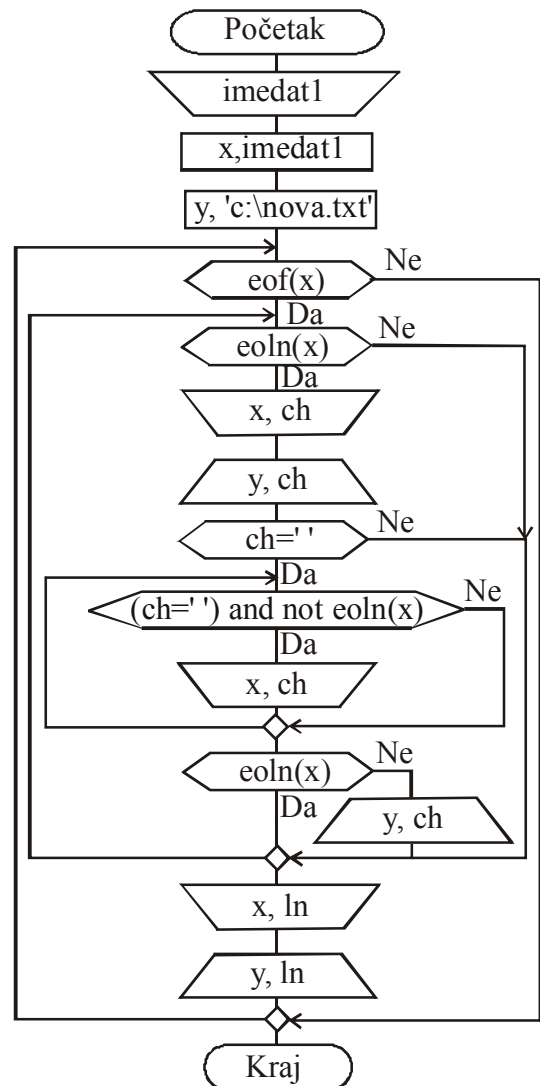 Početak
imedat1
x,imedat1
y, 'c:\nova.txt'
eof(x)
Ne
Da
eoln(x)
Ne
Da
x, ch
y, ch
ch=' '
Ne
Da
(ch=' ') and not eoln(x)
Ne
Da
x, ch
eoln(x)
Ne
Da
y, ch
x, ln
y, ln
Kraj